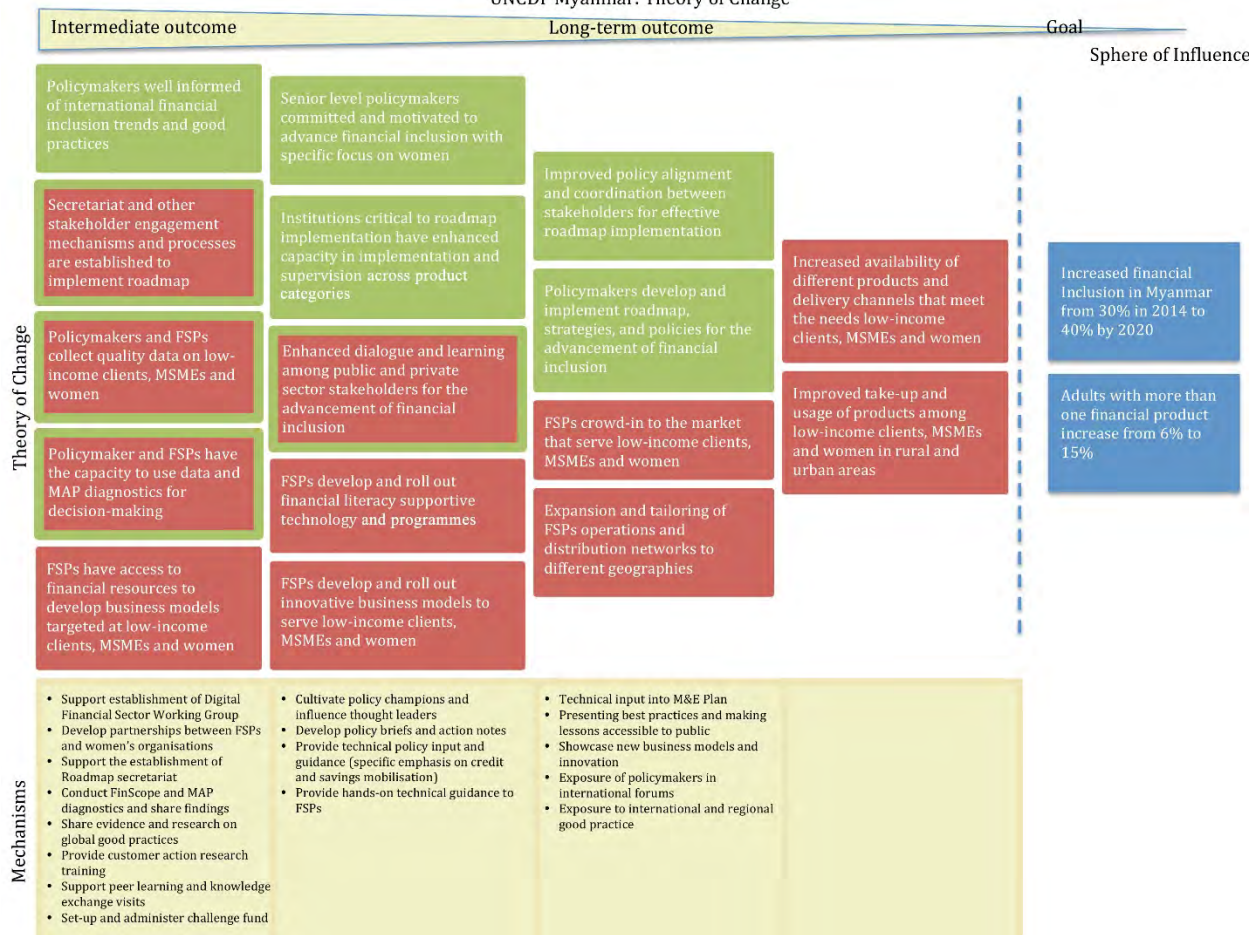 UNCDF Myanmar: Theory of Change
Intermediate outcome
Long-term outcome
Goal
Sphere of Influence
Theory of Change
Policymakers well informed
of international financial
inclusion trends and good
practices
Secretariat and other
stakeholder engagement
mechanisms and processes
are established to
implement roadmap
Policymakers and FSPs
collect quality data on low-
income clients, MSMEs and
women
Policymaker and FSPs have
the capacity to use data and
MAP diagnostics for
decision-making
FSPs have access to
financial resources to
develop business models
targeted at low-income
clients, MSMEs and women
Senior level policymakers
committed and motivated to
advance financial inclusion with
specific focus on women
Institutions critical to roadmap
implementation have enhanced
capacity in implementation and
supervision across product
categories
Enhanced dialogue and learning
among public and private
sector stakeholders for the
advancement of financial
inclusion
FSPs develop and roll out
financial literacy supportive
technology and programmes
FSPs develop and roll out
innovative business models to
serve low-income clients,
MSMEs and women
Improved policy alignment
and coordination between
stakeholders for effective
roadmap implementation
Policymakers develop and
implement roadmap,
strategies, and policies for the
advancement of financial
inclusion
FSPs crowd-in to the market
that serve low-income clients,
MSMEs and women
Expansion and tailoring of
FSPs operations and
distribution networks to
different geographies
Increased availability of
different products and
delivery channels that meet
the needs low-income
clients, MSMEs and women
Improved take-up and
usage of products among
low-income clients, MSMEs
and women in rural and
urban areas
Increased financial
Inclusion in Myanmar
from 30% in 2014 to
40% by 2020
Adults with more than
one financial product
increase from 6% to
15%
Mechanisms
• Support establishment of Digital
Financial Sector Working Group
• Develop partnerships between FSPs
and women's organisations
• Support the establishment of
Roadmap secretariat
• Conduct FinScope and MAP
diagnostics and share findings
• Share evidence and research on
global good practices
• Provide customer action research
training
• Support peer learning and knowledge
exchange visits
• Set-up and administer challenge fund
• Cultivate policy champions and
influence thought leaders
• Develop policy briefs and action notes
• Provide technical policy input and
guidance (specific emphasis on credit
and savings mobilisation)
• Provide hands-on technical guidance to
FSPs
• Technical input into M&E Plan
• Presenting best practices and making
lessons accessible to public
• Showcase new business models and
innovation
• Exposure of policymakers in
international forums
• Exposure to international and regional
good practice